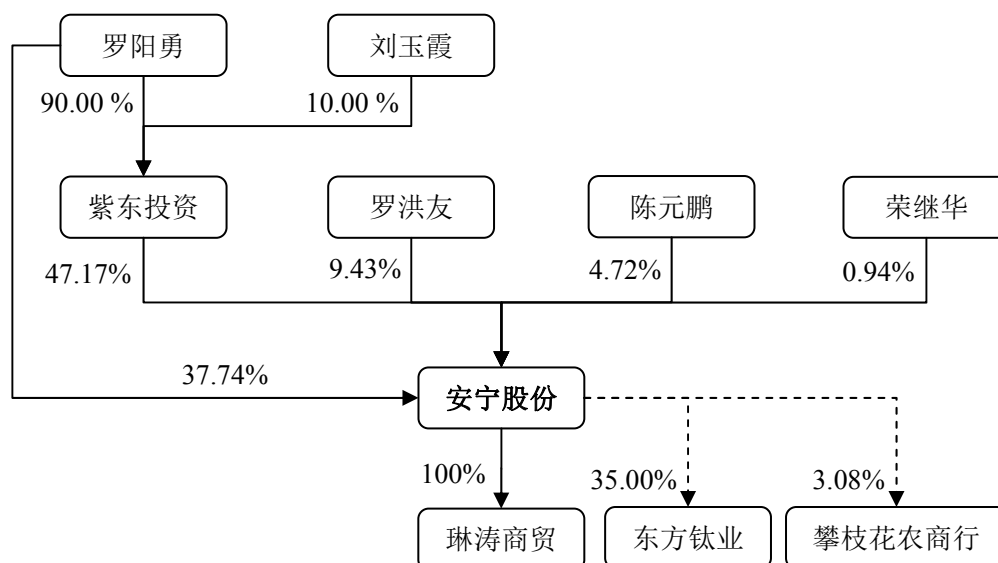 罗阳勇
刘玉霞
90.00 %
10.00 %
紫东投资
罗洪友
陈元鹏
荣继华
47.17%
9.43%
4.72%
0.94%
37.74%
安宁股份
100%
35.00%
3.08%
琳涛商贸
东方钛业
攀枝花农商行